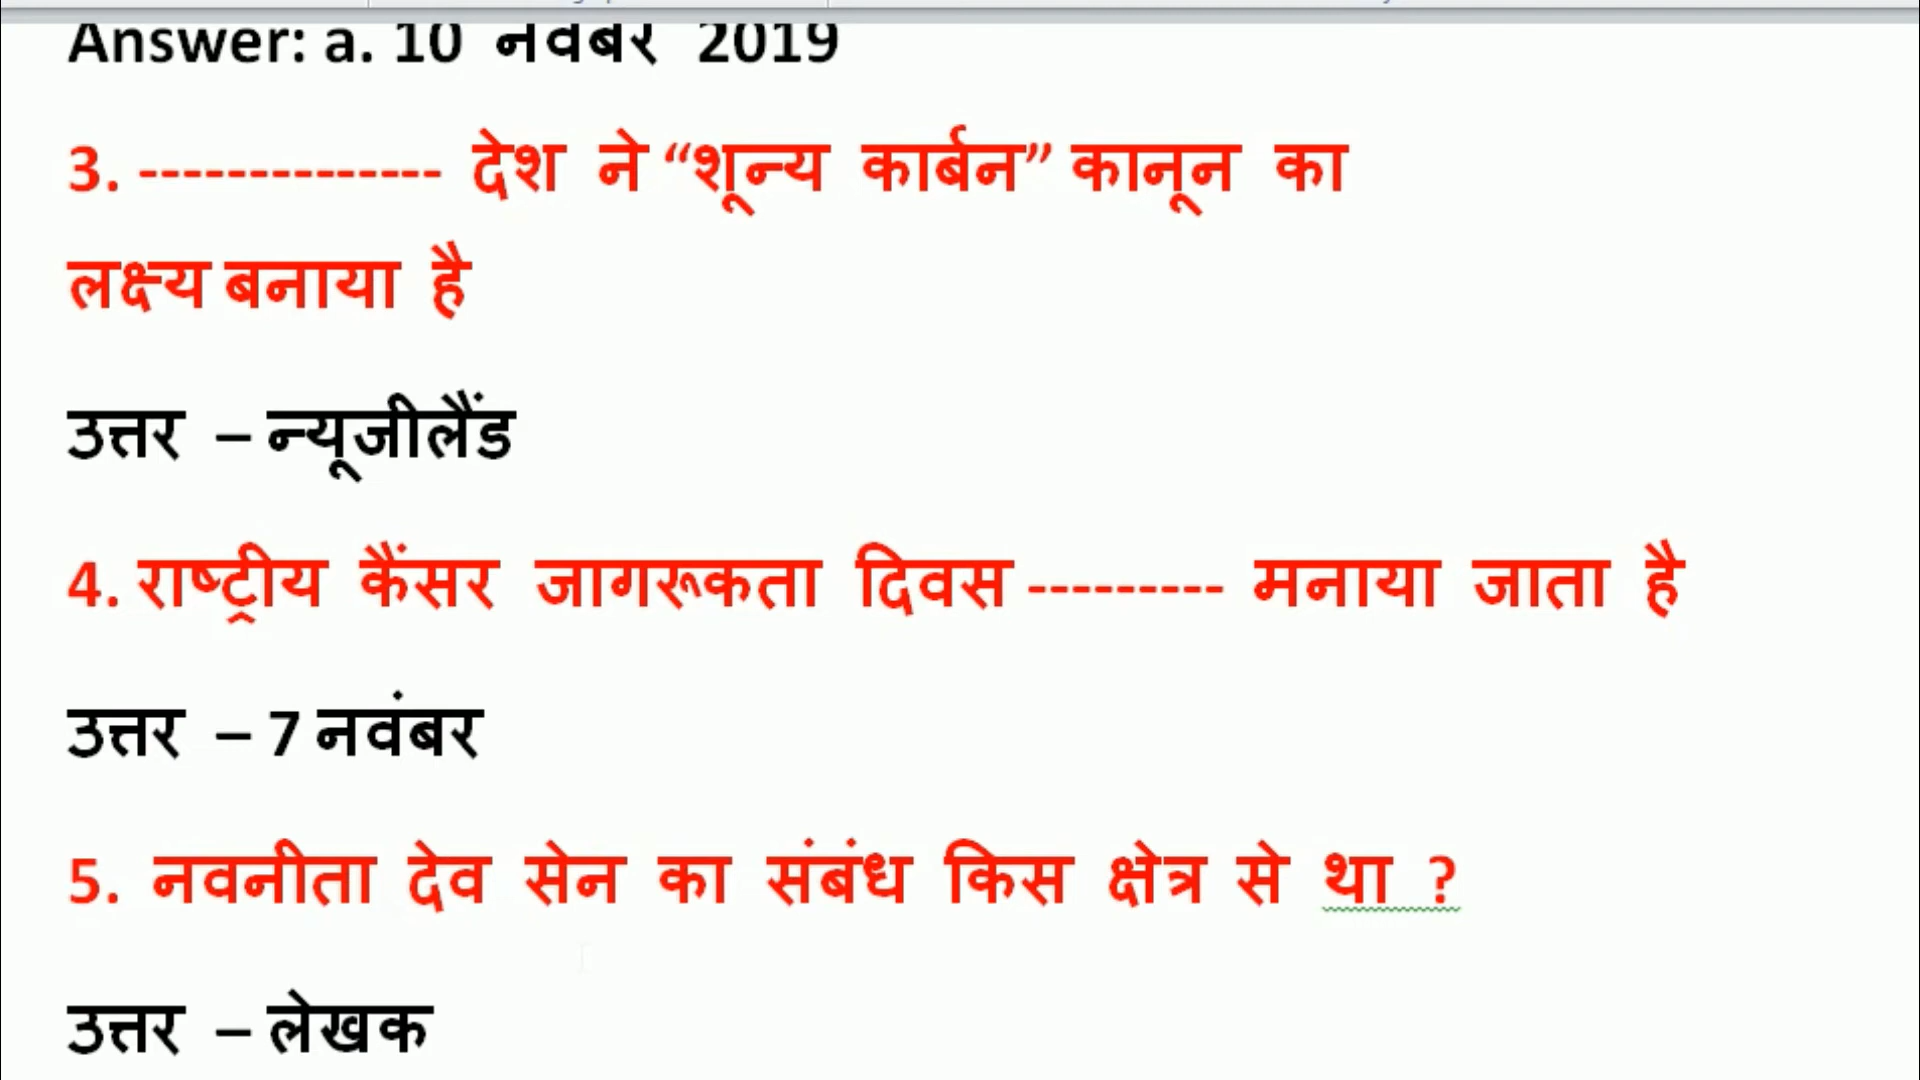 Answer: a. 10 नवंबर 2019
3. -------------- देश ने “शून्य कार्बन” कानून का
लक्ष्य बनाया है
उत्तर – न्यूजीलैंड
4. राष्ट्रीय कैंसर जागरूकता दिवस --------- मनाया जाता है
उत्तर – 7 नवंबर
5. नवनीता देव सेन का संबंध किस क्षेत्र से था ?
उत्तर – लेखक